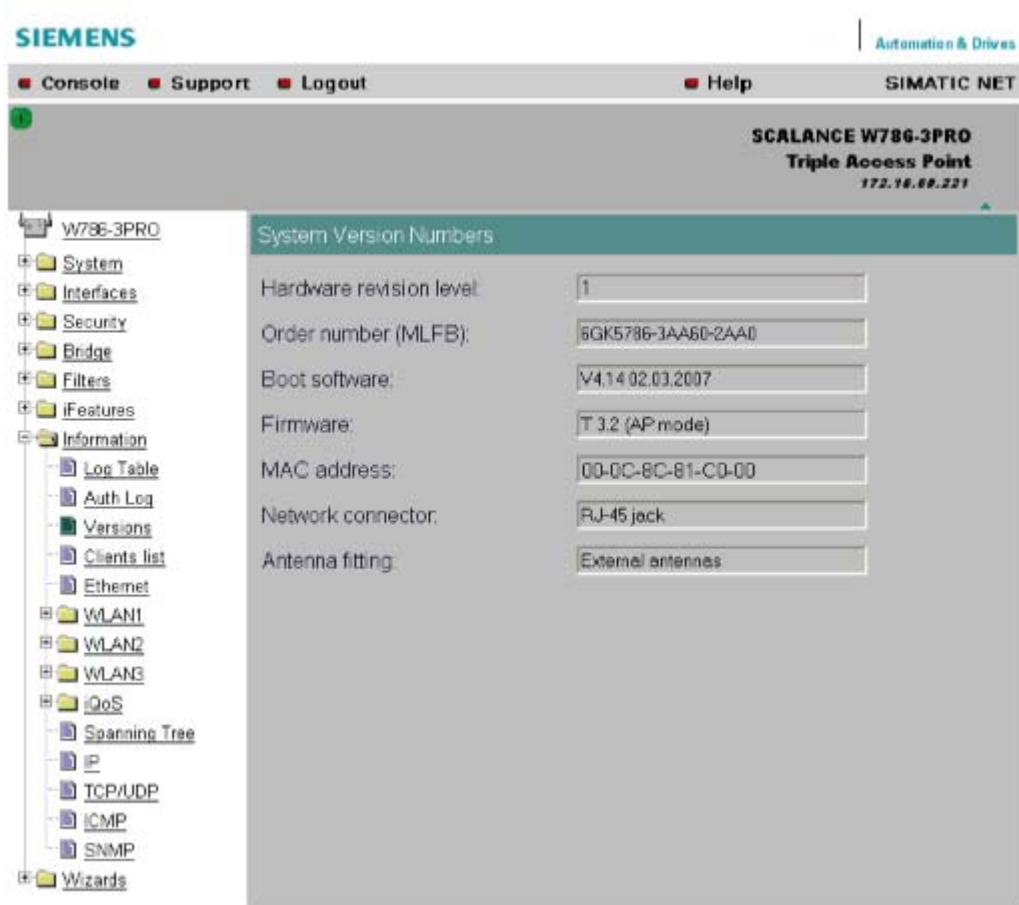 SIEMENS
Automation & Drives
Console Support Logout Help SIMATIC NET
SCALANCE W786-3PRO
Triple Access Point
W786-3PRO
System
Interfaces
Security
Bridge
Filters
iFeatures
Information
Log Table
Auth Log
Versions
Clients list
Ethernet
WLAN1
WLAN2
WLAN3
iQoS
Spanning Tree
IP
TCP/UDP
ICMP
SNMP
Wizards
System Version Numbers
Hardware revision level: 1
Order number (MLFB): 6GK5786-3AA60-2AA0
Boot software: V4.14 02.03.2007
Firmware: T 3.2 (AP mode)
MAC address: 00-0C-8C-81-C0-00
Network connector: RJ-45 jack
Antenna fitting: External antennas